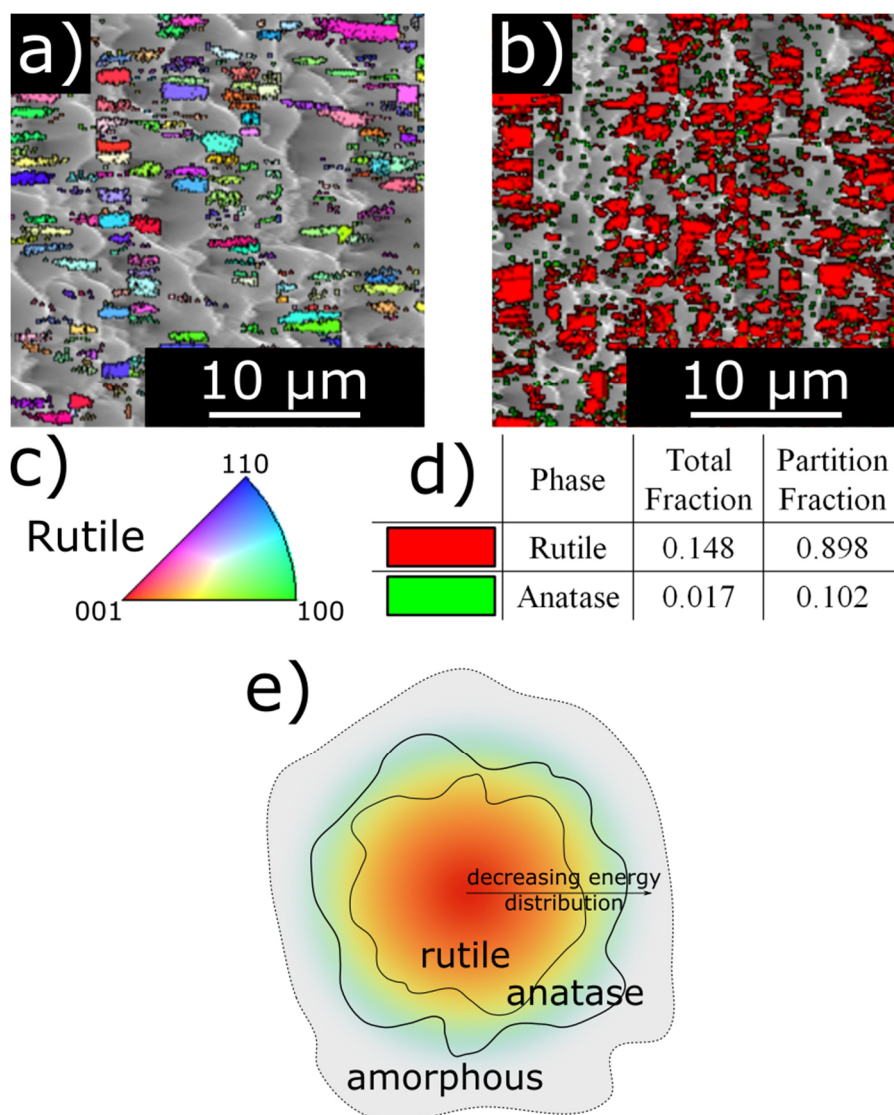 a)
b)
10 µm
10 µm
c)
110
Rutile
001
100
d)
Phase
Total
Fraction
Partition
Fraction
Rutile 0.148 0.898
Anatase 0.017 0.102
e)
decreasing energy
distribution
rutile
anatase
amorphous